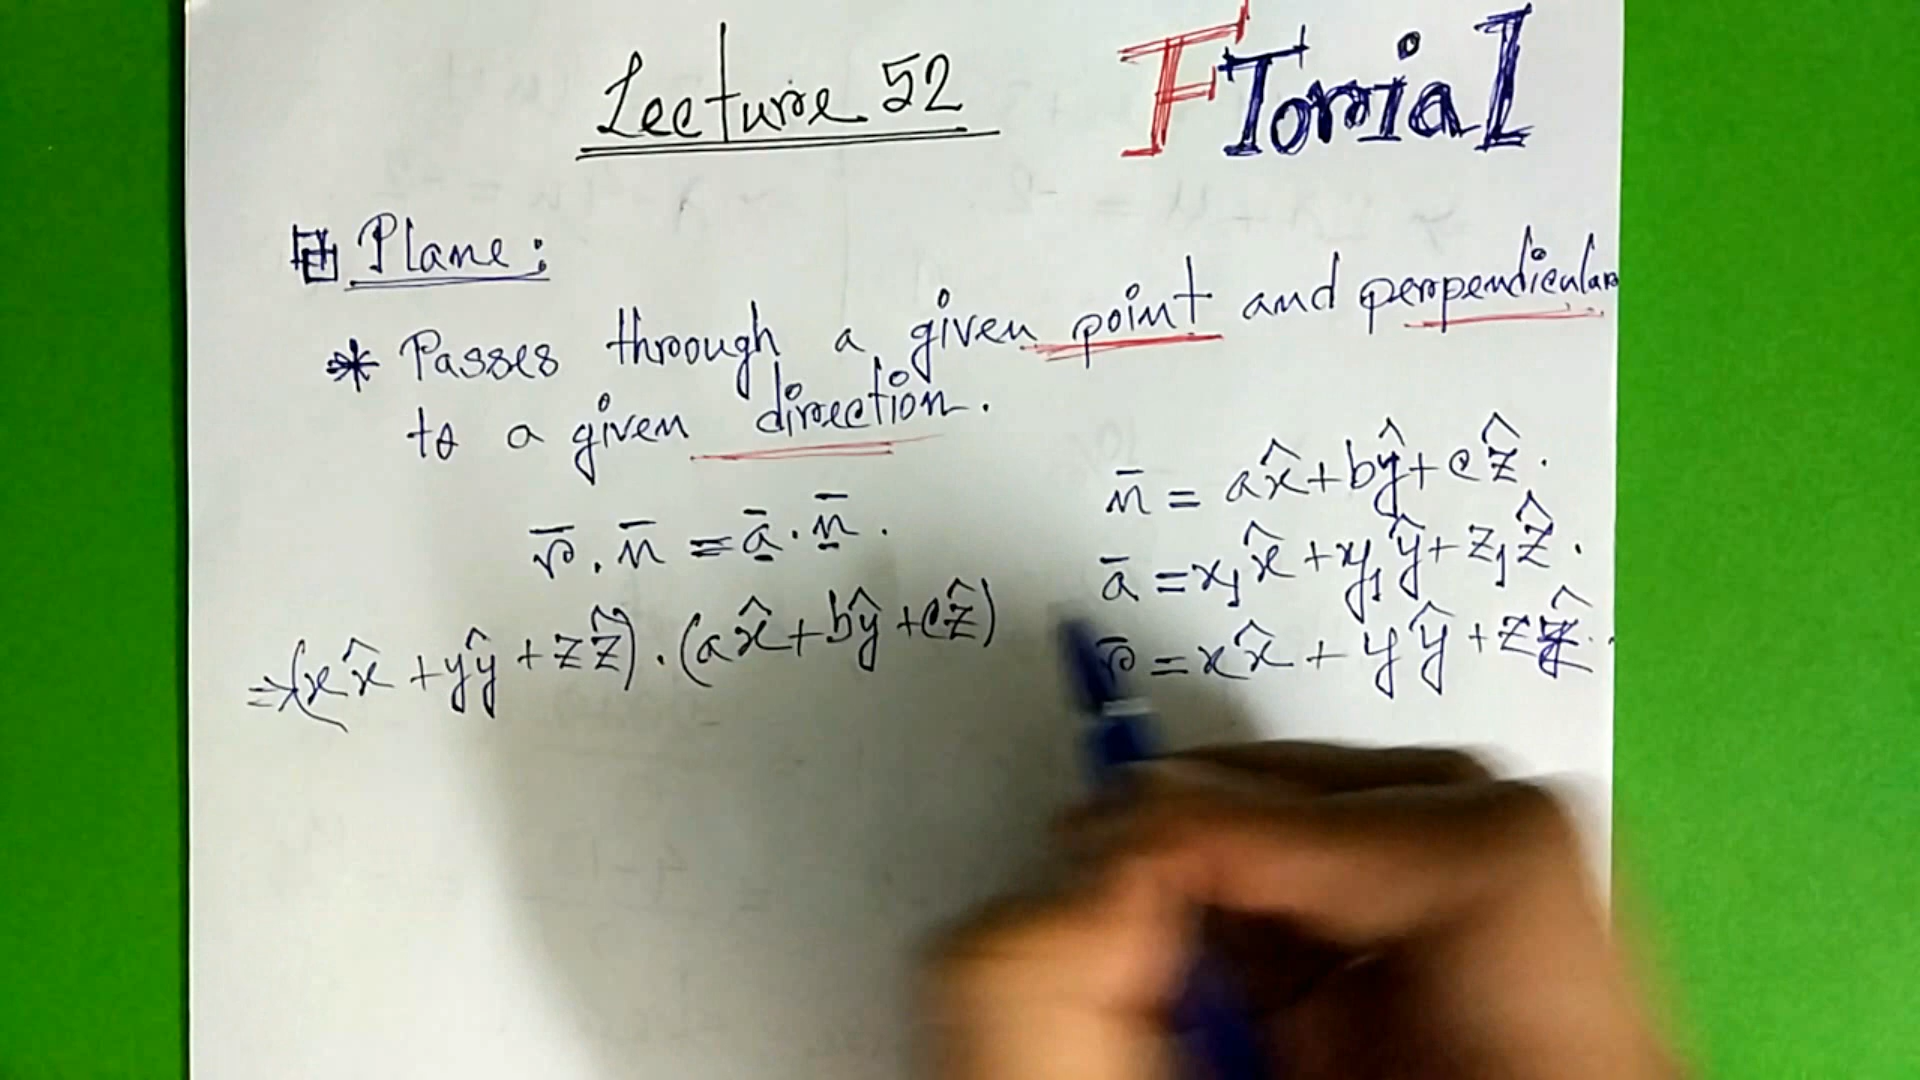 Lecture 52
FTorial
Plane:
* Passes through a given point and perpendicular
to a given direction.
r̄ . n̄ = ā . n̄ .
n̄ = ax̂ + bŷ + cẑ .
ā = x₁x̂ + y₁ŷ + z₁ẑ .
r̄ = xx̂ + yŷ + zẑ .
⇒ (xx̂ + yŷ + zẑ) . (ax̂ + bŷ + cẑ)